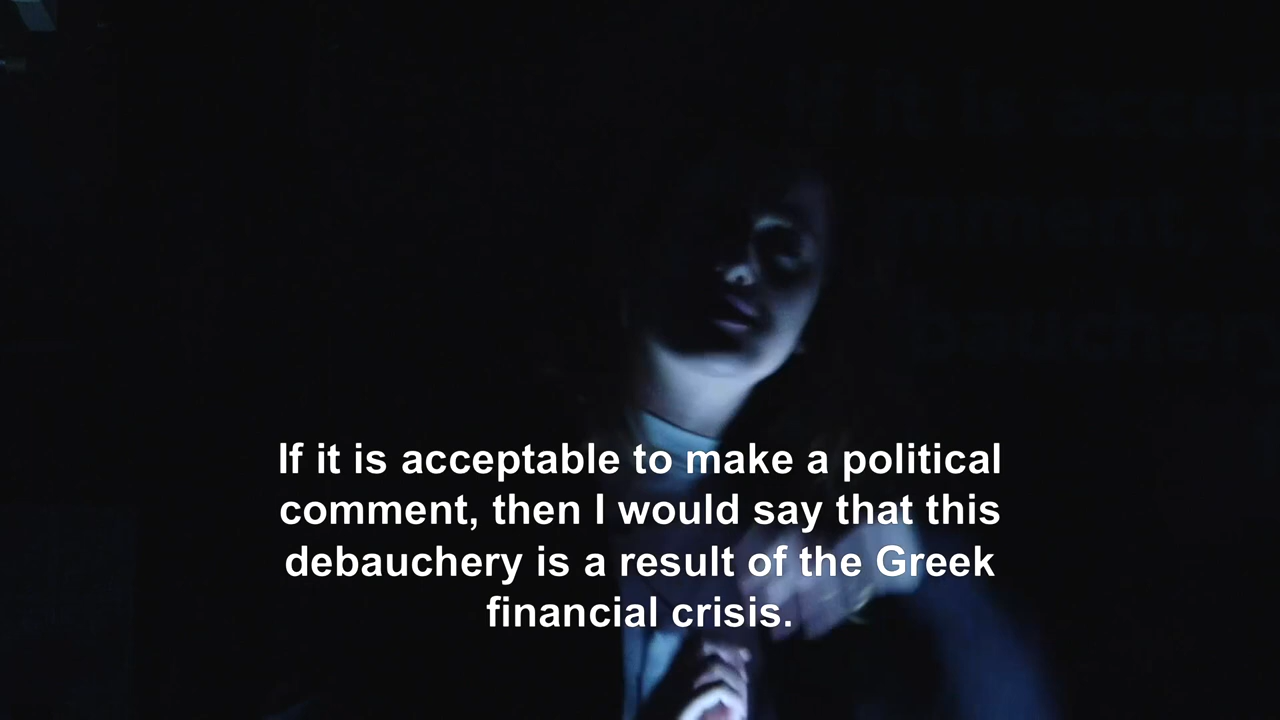 If it is acceptable to make a political
comment, then I would say that this
debauchery is a result of the Greek
financial crisis.